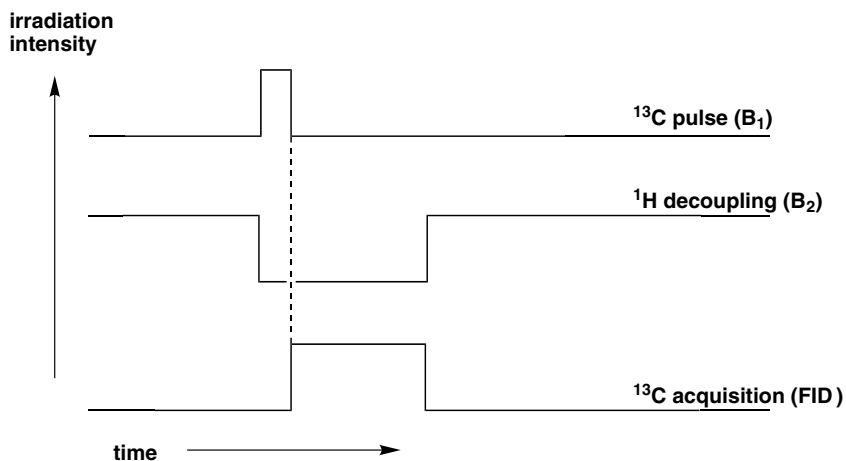 irradiation
intensity
¹³C pulse (B₁)
¹H decoupling (B₂)
¹³C acquisition (FID)
time